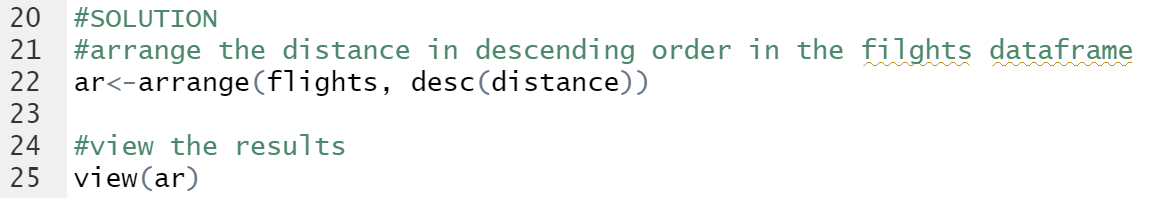 20 #SOLUTION
21 #arrange the distance in descending order in the filghts dataframe
22 ar<-arrange(flights, desc(distance))
23
24 #view the results
25 view(ar)